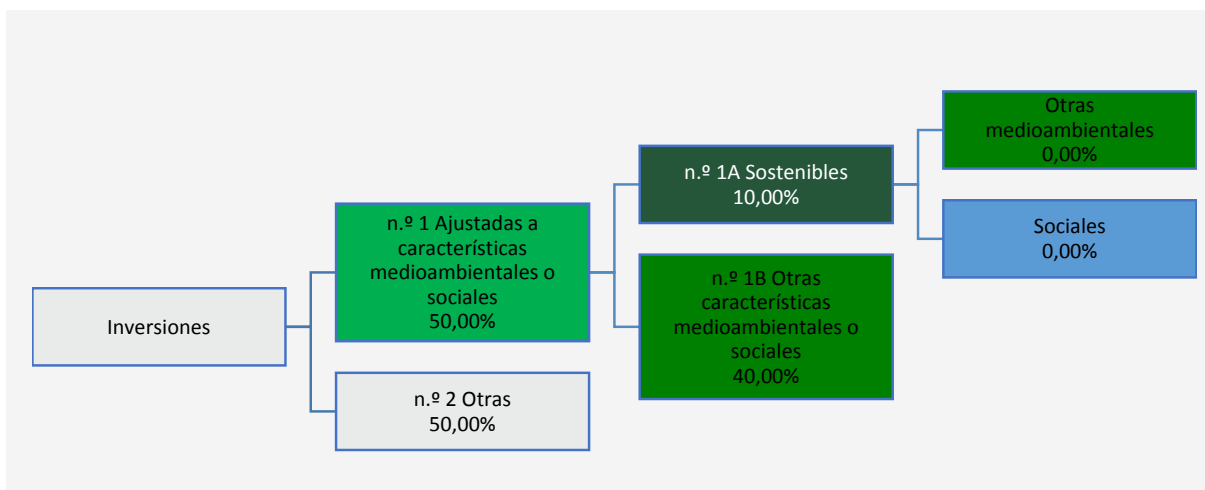 Inversiones
n.º 1 Ajustadas a
características
medioambientales o
sociales
50,00%
n.º 2 Otras
50,00%
n.º 1A Sostenibles
10,00%
n.º 1B Otras
características
medioambientales o
sociales
40,00%
Otras
medioambientales
0,00%
Sociales
0,00%